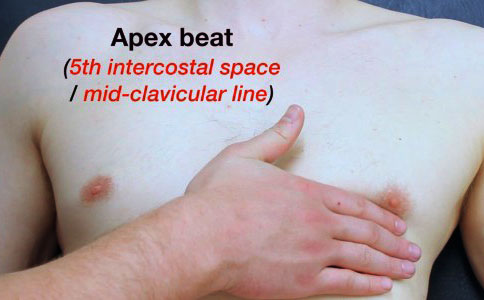 Apex beat
(5th intercostal space
/ mid-clavicular line)